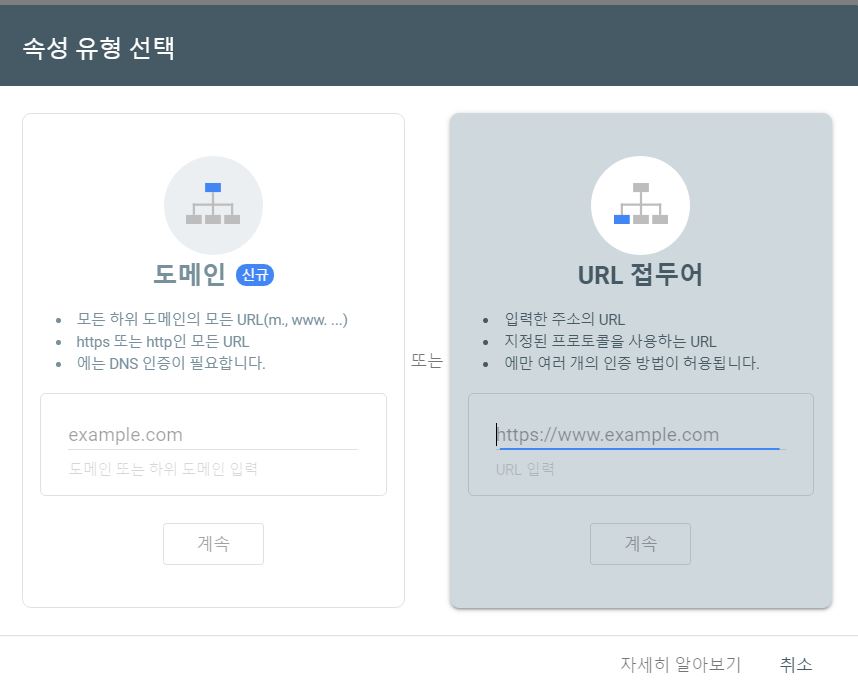 속성 유형 선택
도메인 신규
모든 하위 도메인의 모든 URL(m., www. ...)
https 또는 http인 모든 URL
에는 DNS 인증이 필요합니다.
example.com
도메인 또는 하위 도메인 입력
계속
또는
URL 접두어
입력한 주소의 URL
지정된 프로토콜을 사용하는 URL
에만 여러 개의 인증 방법이 허용됩니다.
https://www.example.com
URL 입력
계속
자세히 알아보기 취소